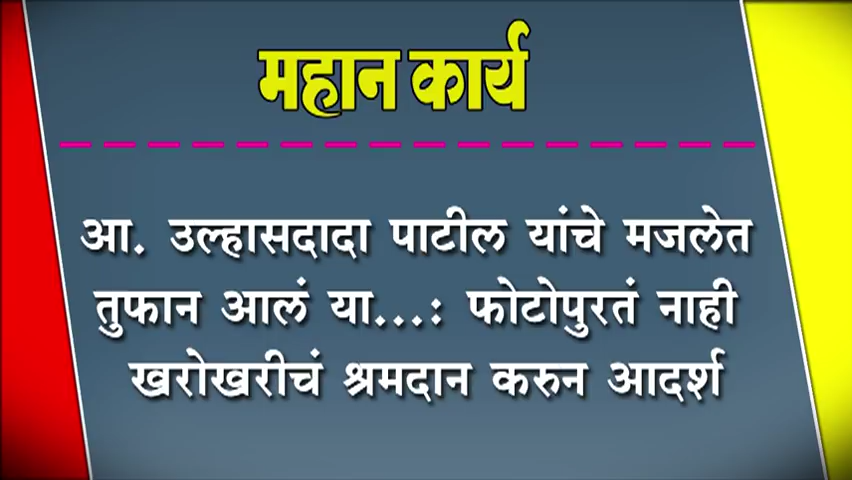 महान कार्य
आ. उल्हासदादा पाटील यांचे मजलेत
तुफान आलं या...: फोटोपुरतं नाही
खरोखरीचं श्रमदान करुन आदर्श